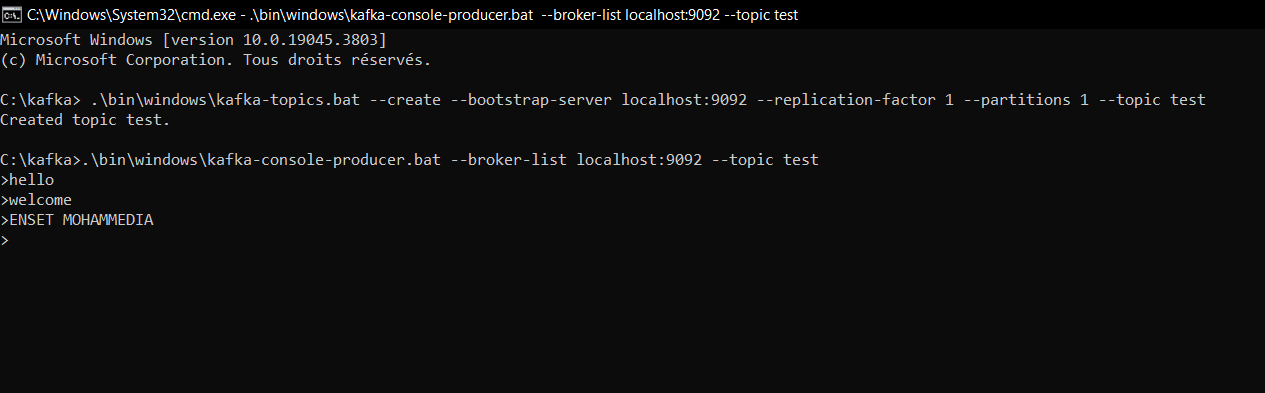 C:\Windows\System32\cmd.exe - .\bin\windows\kafka-console-producer.bat  --broker-list localhost:9092 --topic test
Microsoft Windows [version 10.0.19045.3803]
(c) Microsoft Corporation. Tous droits réservés.
C:\kafka> .\bin\windows\kafka-topics.bat --create --bootstrap-server localhost:9092 --replication-factor 1 --partitions 1 --topic test
Created topic test.
C:\kafka>.\bin\windows\kafka-console-producer.bat --broker-list localhost:9092 --topic test
>hello
>welcome
>ENSET MOHAMMEDIA
>